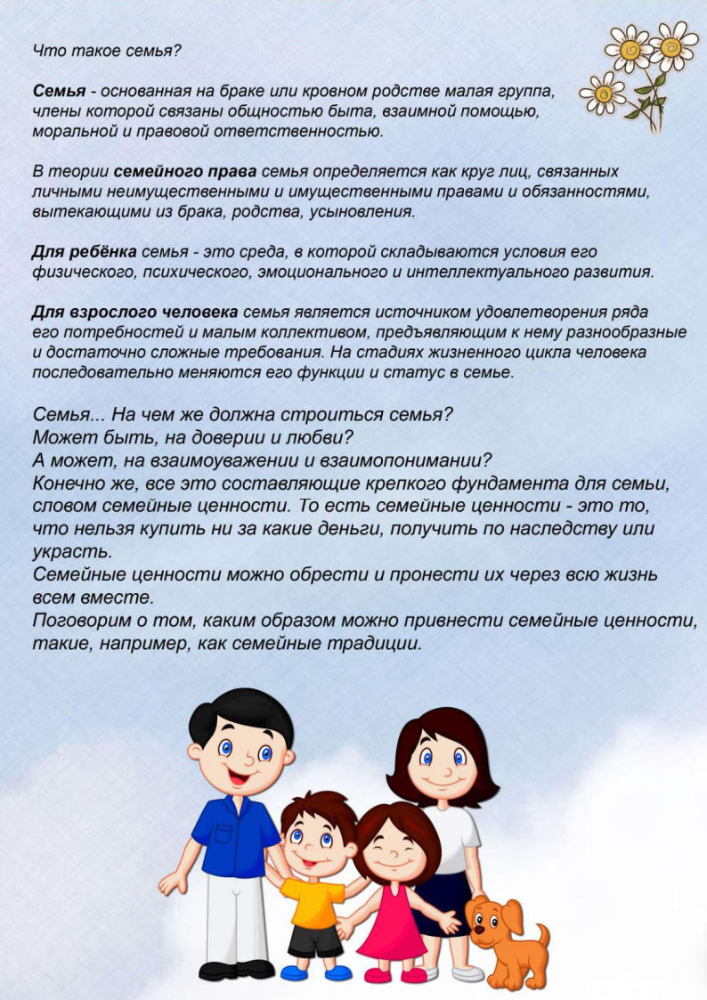 Что такое семья?
Семья - основанная на браке или кровном родстве малая группа,
члены которой связаны общностью быта, взаимной помощью,
моральной и правовой ответственностью.
В теории семейного права семья определяется как круг лиц, связанных
личными неимущественными и имущественными правами и обязанностями,
вытекающими из брака, родства, усыновления.
Для ребёнка семья - это среда, в которой складываются условия его
физического, психического, эмоционального и интеллектуального развития.
Для взрослого человека семья является источником удовлетворения ряда
его потребностей и малым коллективом, предъявляющим к нему разнообразные
и достаточно сложные требования. На стадиях жизненного цикла человека
последовательно меняются его функции и статус в семье.
Семья... На чем же должна строиться семья?
Может быть, на доверии и любви?
А может, на взаимоуважении и взаимопонимании?
Конечно же, все это составляющие крепкого фундамента для семьи,
словом семейные ценности. То есть семейные ценности - это то,
что нельзя купить ни за какие деньги, получить по наследству или
украсть.
Семейные ценности можно обрести и пронести их через всю жизнь
всем вместе.
Поговорим о том, каким образом можно привнести семейные ценности,
такие, например, как семейные традиции.